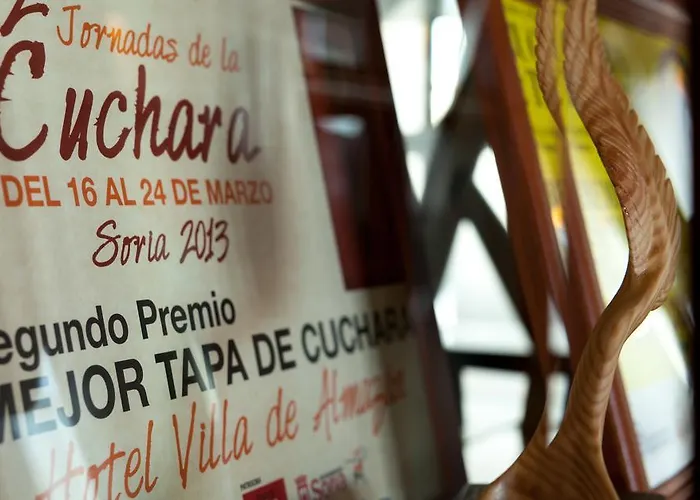 Jornadas de la
Cuchara
DEL 16 AL 24 DE MARZO
Soria 2013
egundo Premio
MEJOR TAPA DE CUCHARA
Hotel Villa de Almazán